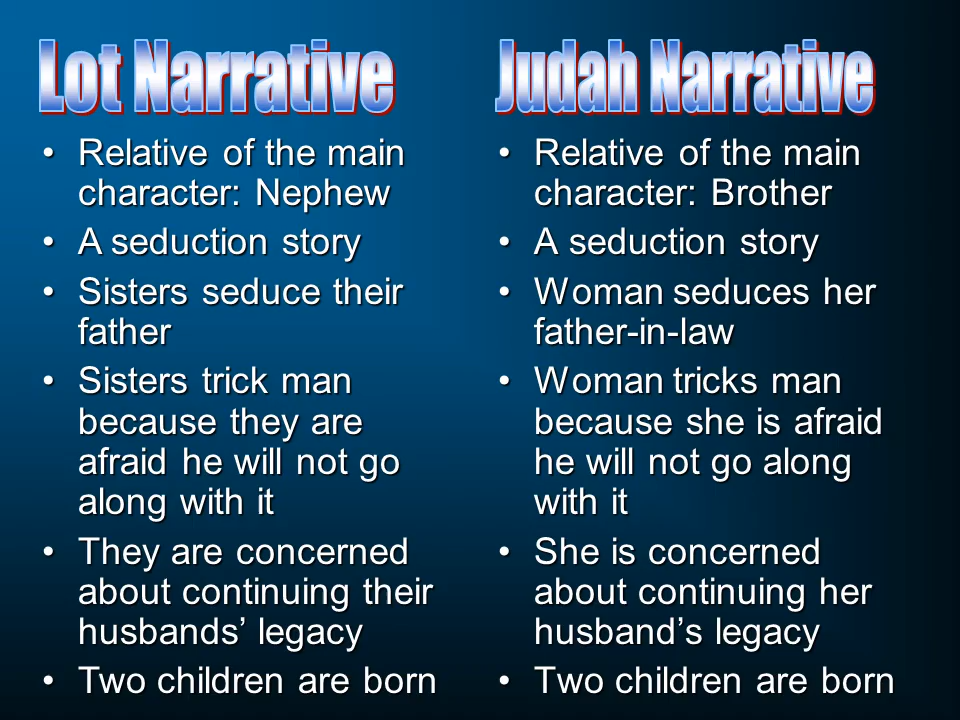 Lot Narrative
• Relative of the main
character: Nephew
• A seduction story
• Sisters seduce their
father
• Sisters trick man
because they are
afraid he will not go
along with it
• They are concerned
about continuing their
husbands’ legacy
• Two children are born
Judah Narrative
• Relative of the main
character: Brother
• A seduction story
• Woman seduces her
father-in-law
• Woman tricks man
because she is afraid
he will not go along
with it
• She is concerned
about continuing her
husband’s legacy
• Two children are born